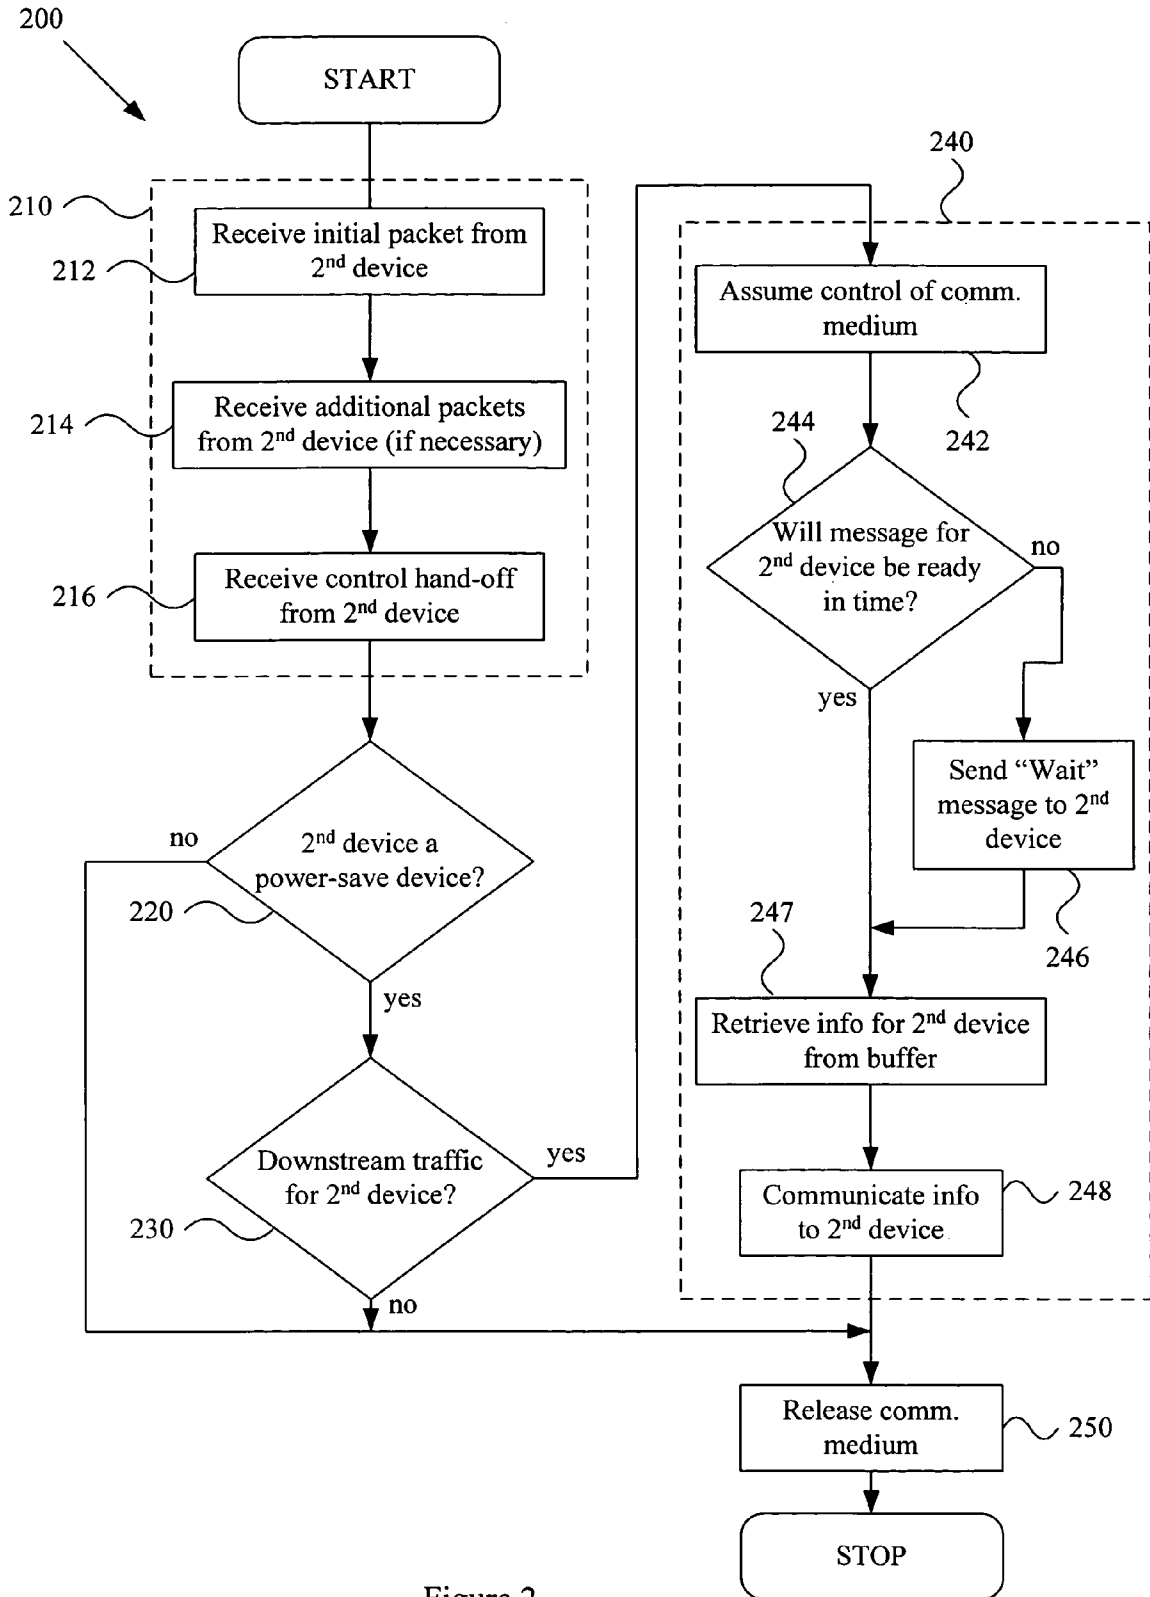 200
START
210
Receive initial packet from
2nd device
212
Receive additional packets
from 2nd device (if necessary)
214
Receive control hand-off
from 2nd device
216
2nd device a
power-save device?
no
220
yes
Downstream traffic
for 2nd device?
yes
230
no
240
Assume control of comm.
medium
242
244
Will message for
2nd device be ready
in time?
no
yes
Send “Wait”
message to 2nd
device
246
247
Retrieve info for 2nd device
from buffer
Communicate info
to 2nd device
248
Release comm.
medium
250
STOP
Figure 2